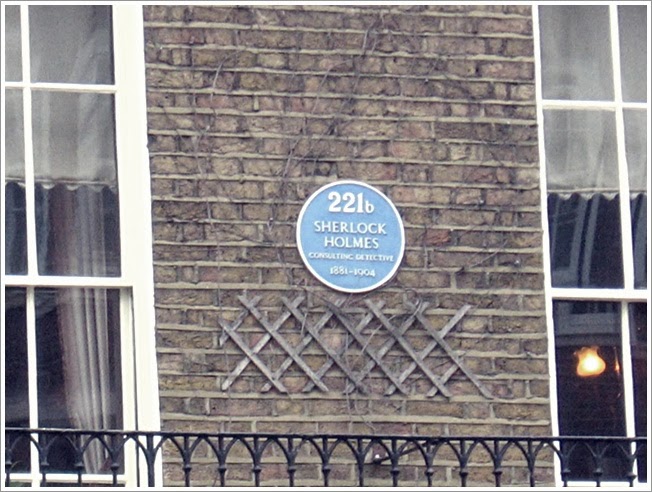 221b
SHERLOCK
HOLMES
CONSULTING DETECTIVE
1881-1904